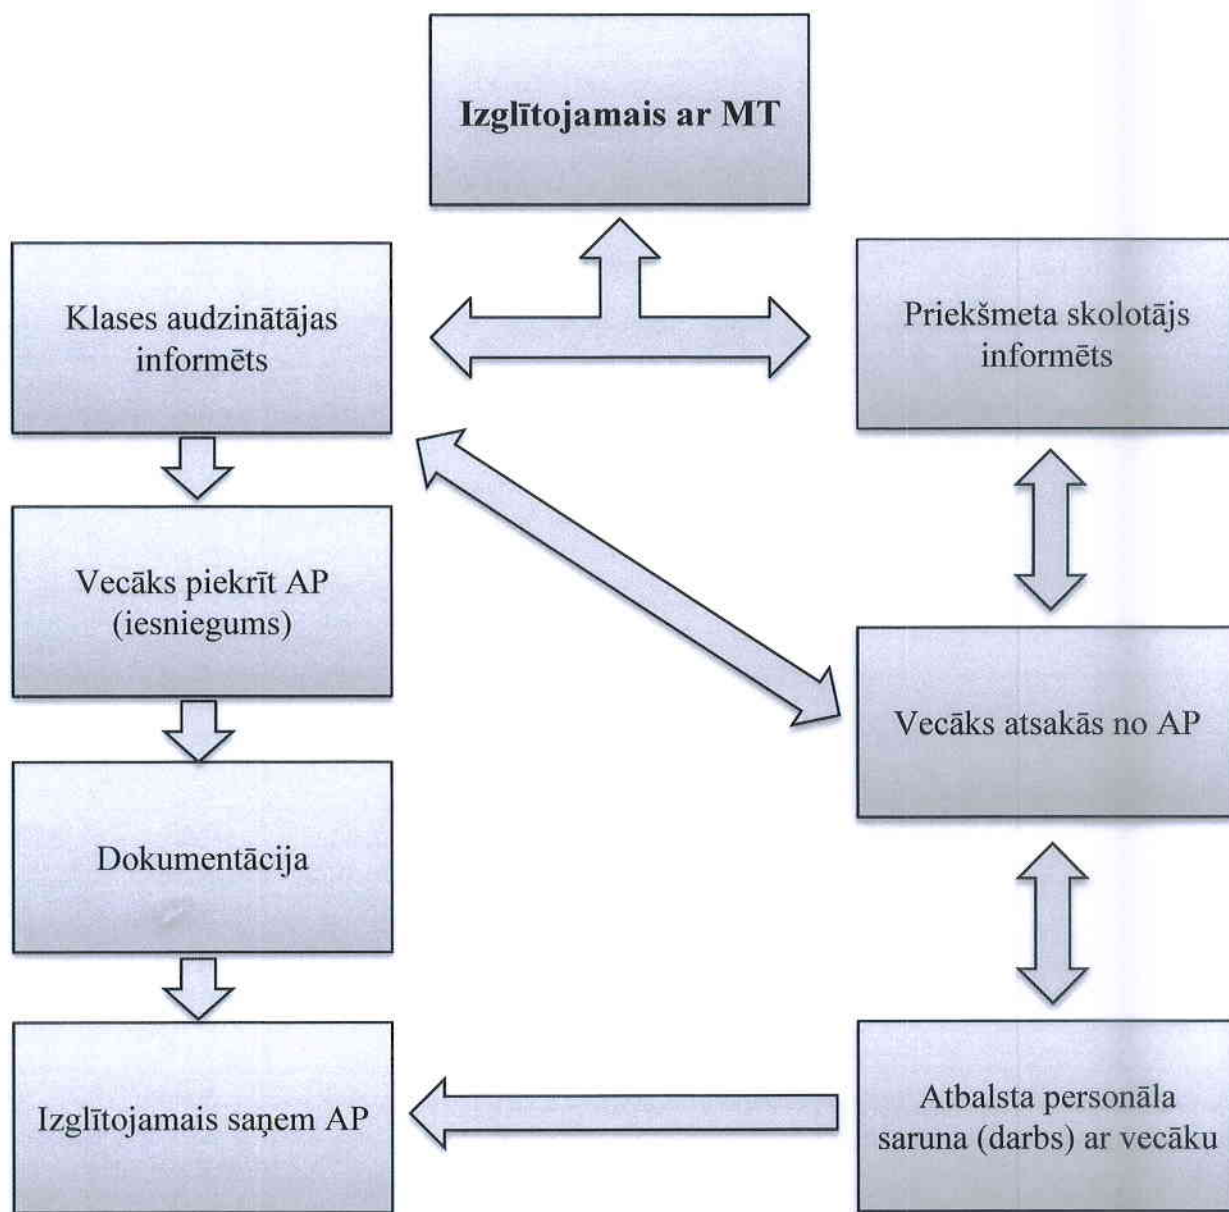 Izglītojamais ar MT
Klases audzinātājas
informēts
Priekšmeta skolotājs
informēts
Vecāks piekrīt AP
(iesniegums)
Vecāks atsakās no AP
Dokumentācija
Izglītojamais saņem AP
Atbalsta personāla
saruna (darbs) ar vecāku